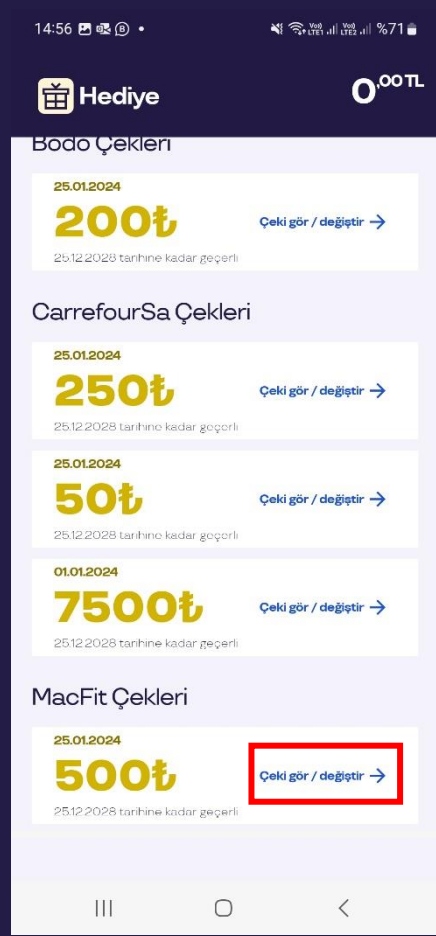 14:56 B • Vo)) LTE1 Vo)) LTE2 %71
Hediye 0,00 TL
Bodo Çekleri
25.01.2024
200₺ Çeki gör / değiştir →
25.12.2028 tarihine kadar geçerli
CarrefourSa Çekleri
25.01.2024
250₺ Çeki gör / değiştir →
25.12.2028 tarihine kadar geçerli
25.01.2024
50₺ Çeki gör / değiştir →
25.12.2028 tarihine kadar geçerli
01.01.2024
7500₺ Çeki gör / değiştir →
25.12.2028 tarihine kadar geçerli
MacFit Çekleri
25.01.2024
500₺ Çeki gör / değiştir →
25.12.2028 tarihine kadar geçerli